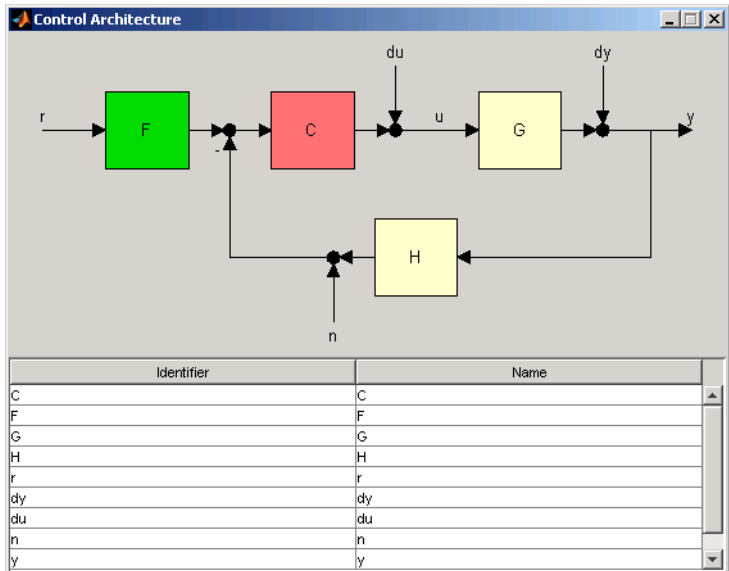 Control Architecture
du dy
r F - C u G y
H
n
Identifier Name
C C
F F
G G
H H
r r
dy dy
du du
n n
y y